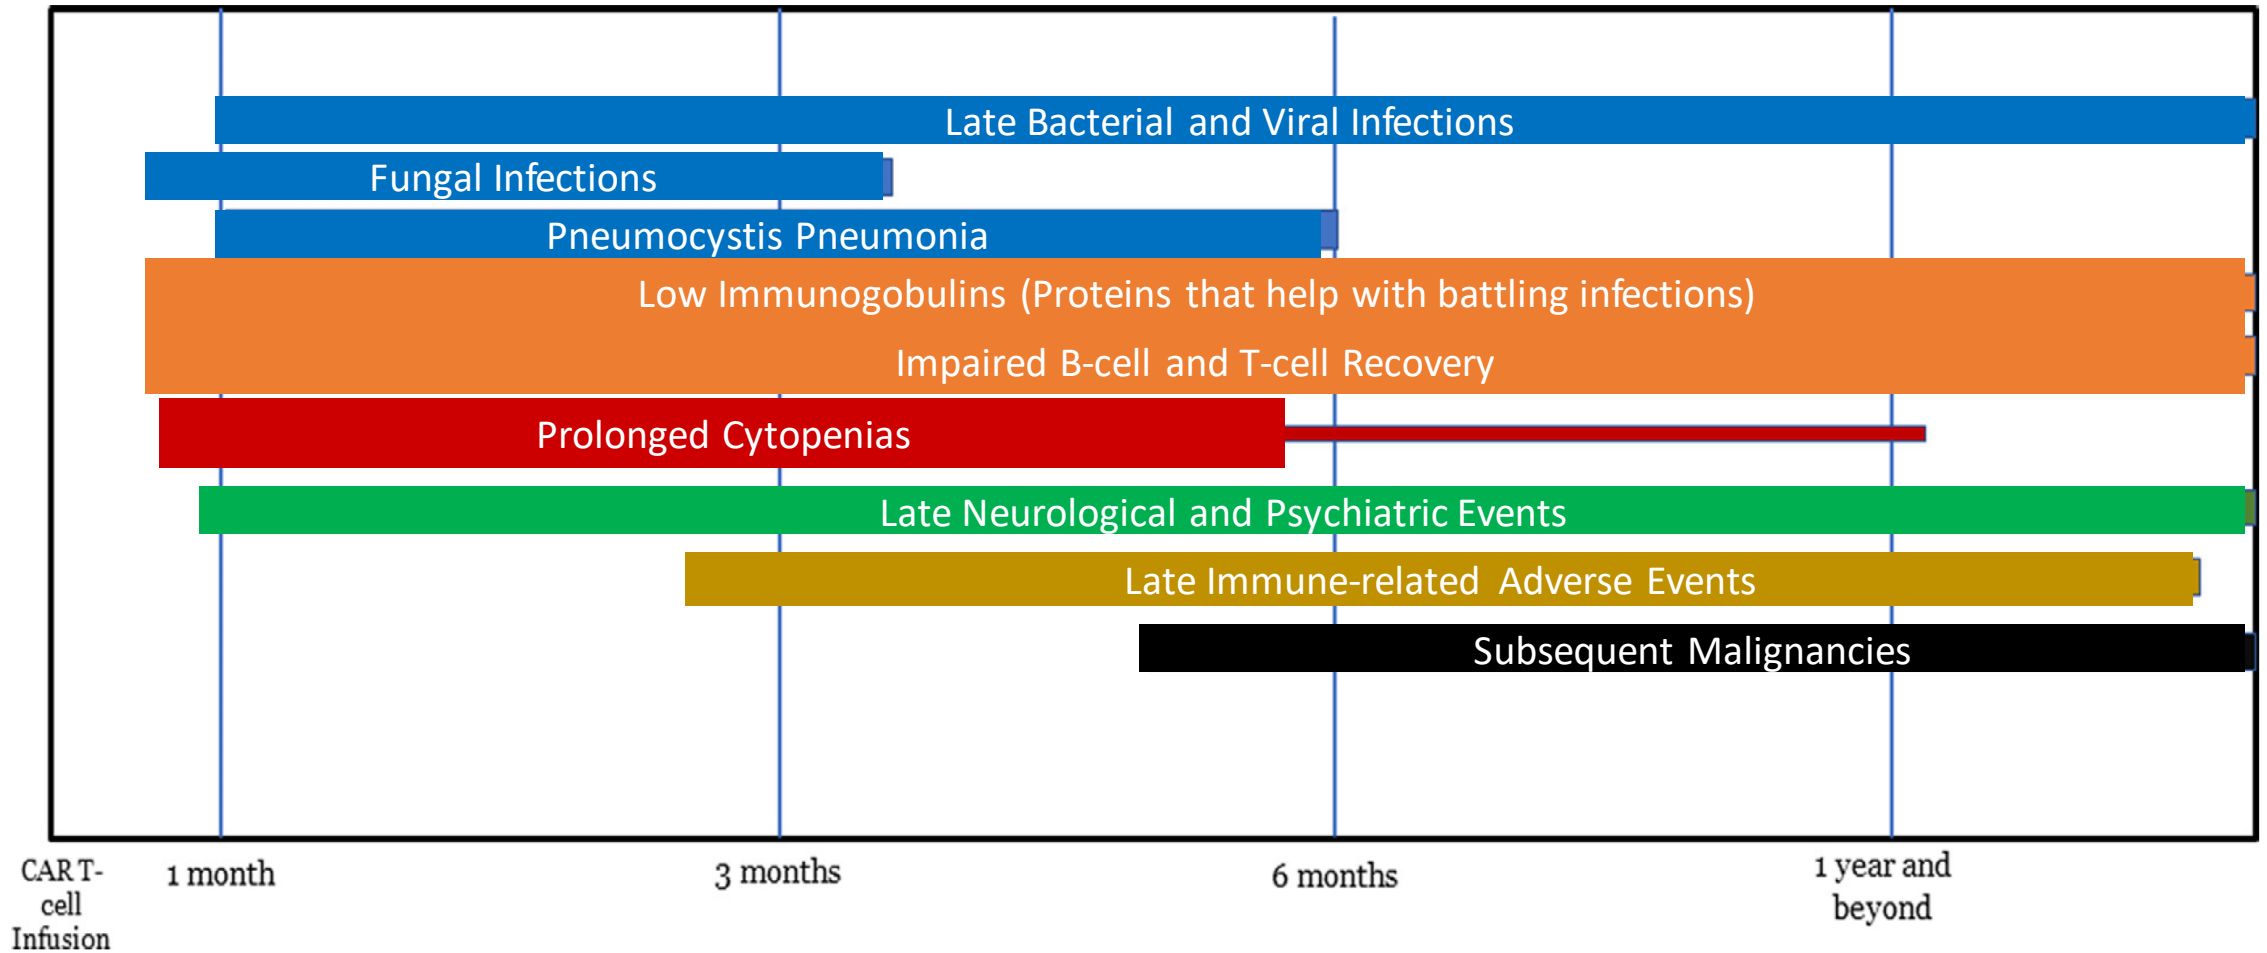 Late Bacterial and Viral Infections
Fungal Infections
Pneumocystis Pneumonia
Low Immunogobulins (Proteins that help with battling infections)
Impaired B-cell and T-cell Recovery
Prolonged Cytopenias
Late Neurological and Psychiatric Events
Late Immune-related Adverse Events
Subsequent Malignancies
CAR T-
cell
Infusion
1 month
3 months
6 months
1 year and
beyond